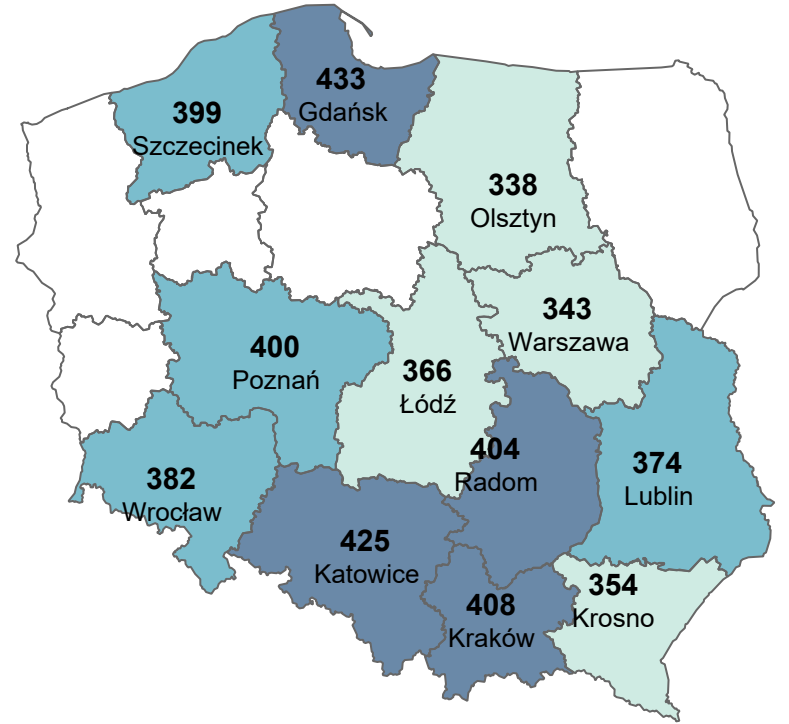 433
Gdańsk
399
Szczecinek
338
Olsztyn
343
Warszawa
400
Poznań
366
Łódź
404
Radom
374
Lublin
382
Wrocław
425
Katowice
408
Kraków
354
Krosno